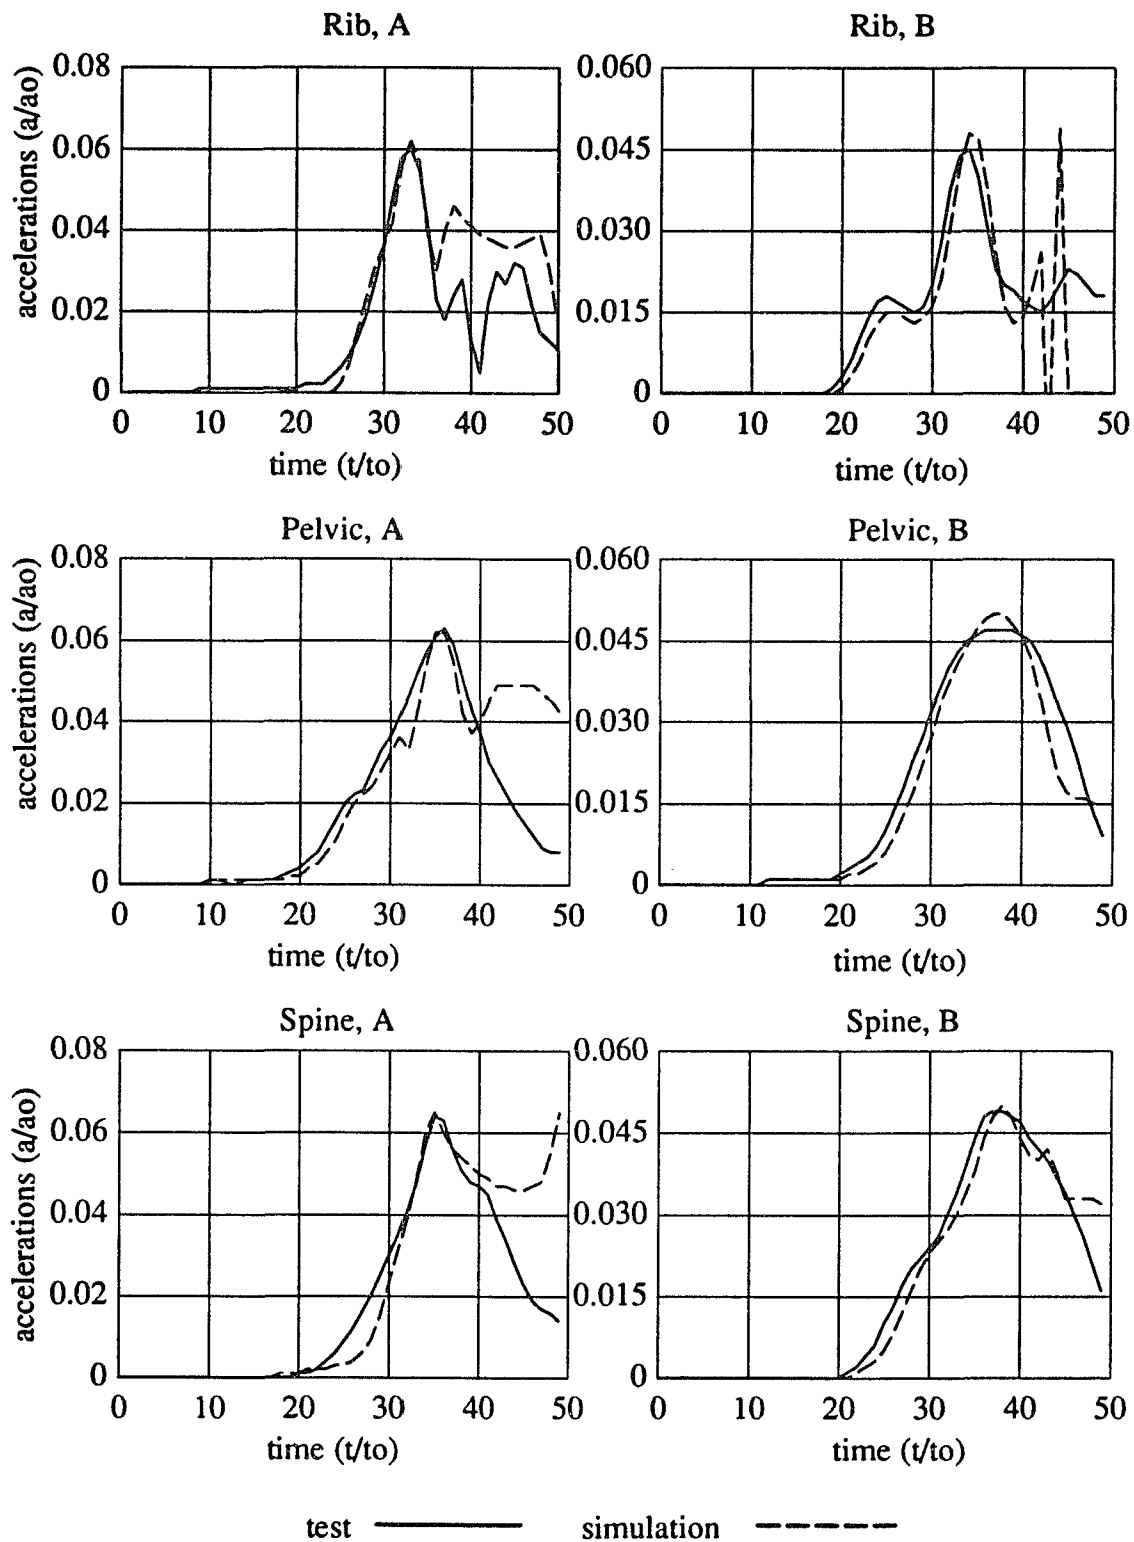 Rib, A
accelerations (a/ao)
0.08
0.06
0.04
0.02
0
0 10 20 30 40 50
time (t/to)
Rib, B
0.060
0.045
0.030
0.015
0
0 10 20 30 40 50
time (t/to)
Pelvic, A
accelerations (a/ao)
0.08
0.06
0.04
0.02
0
0 10 20 30 40 50
time (t/to)
Pelvic, B
0.060
0.045
0.030
0.015
0
0 10 20 30 40 50
time (t/to)
Spine, A
accelerations (a/ao)
0.08
0.06
0.04
0.02
0
0 10 20 30 40 50
time (t/to)
Spine, B
0.060
0.045
0.030
0.015
0
0 10 20 30 40 50
time (t/to)
test simulation